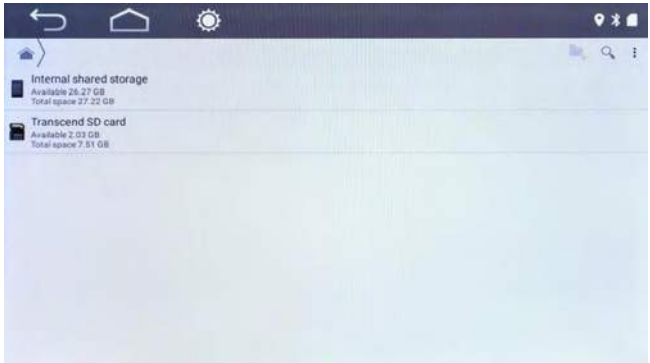 Internal shared storage
Available 26.27 GB
Total space 27.22 GB
Transcend SD card
Available 2.03 GB
Total space 7.51 GB